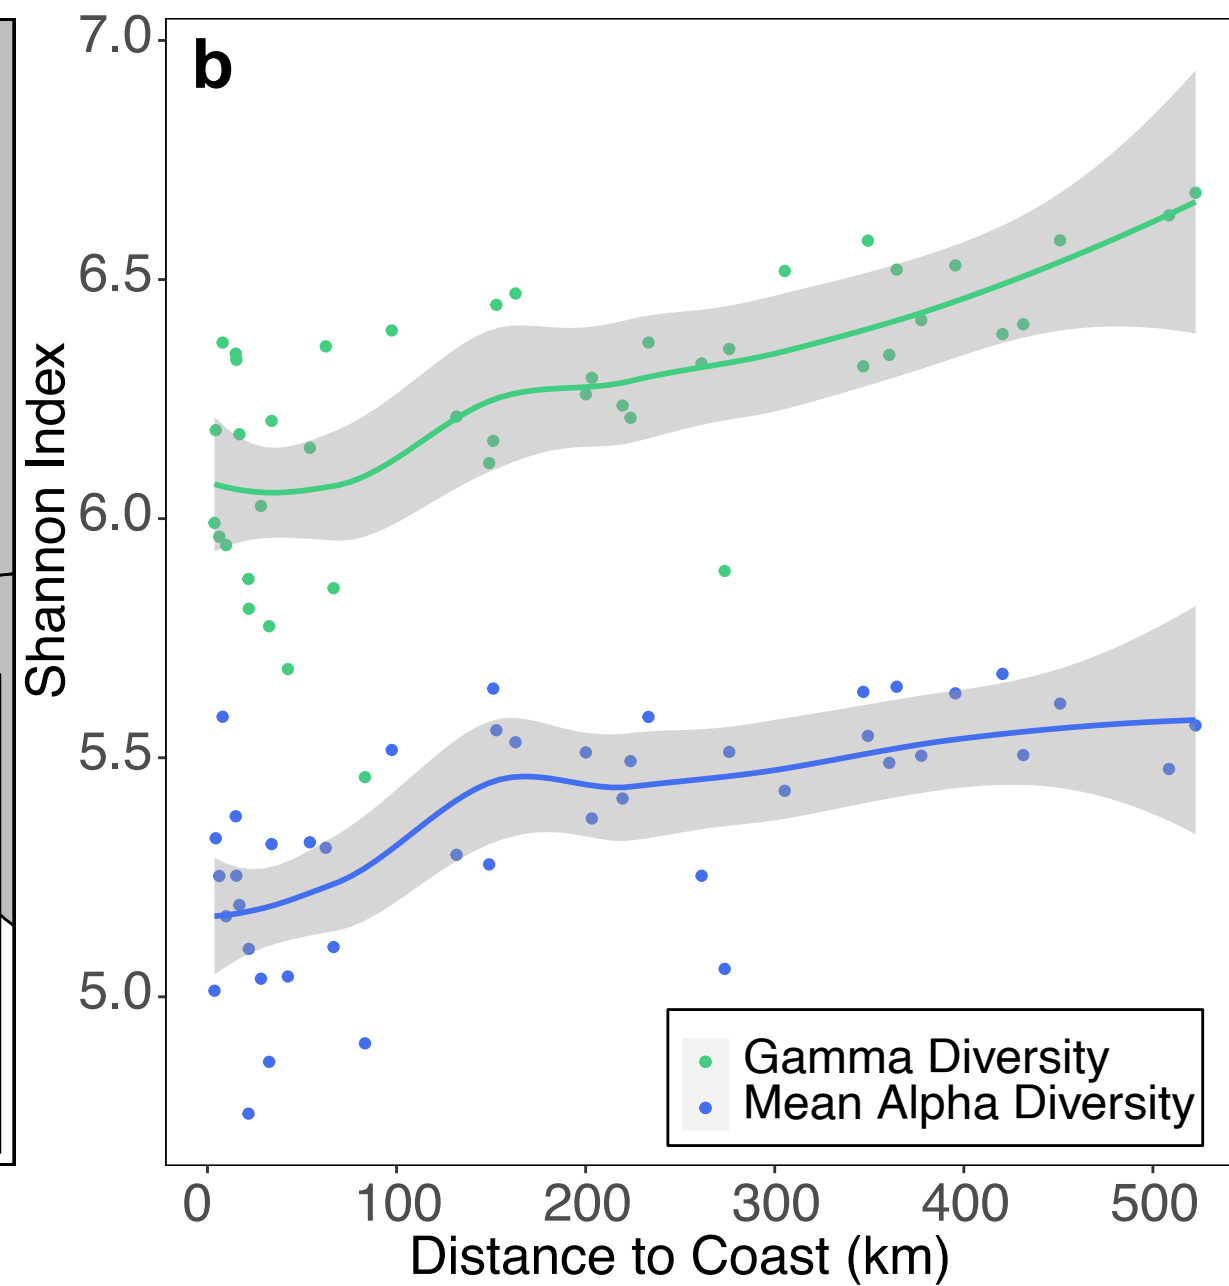 b
7.0
6.5
6.0
5.5
5.0
Shannon Index
Gamma Diversity
Mean Alpha Diversity
0 100 200 300 400 500
Distance to Coast (km)